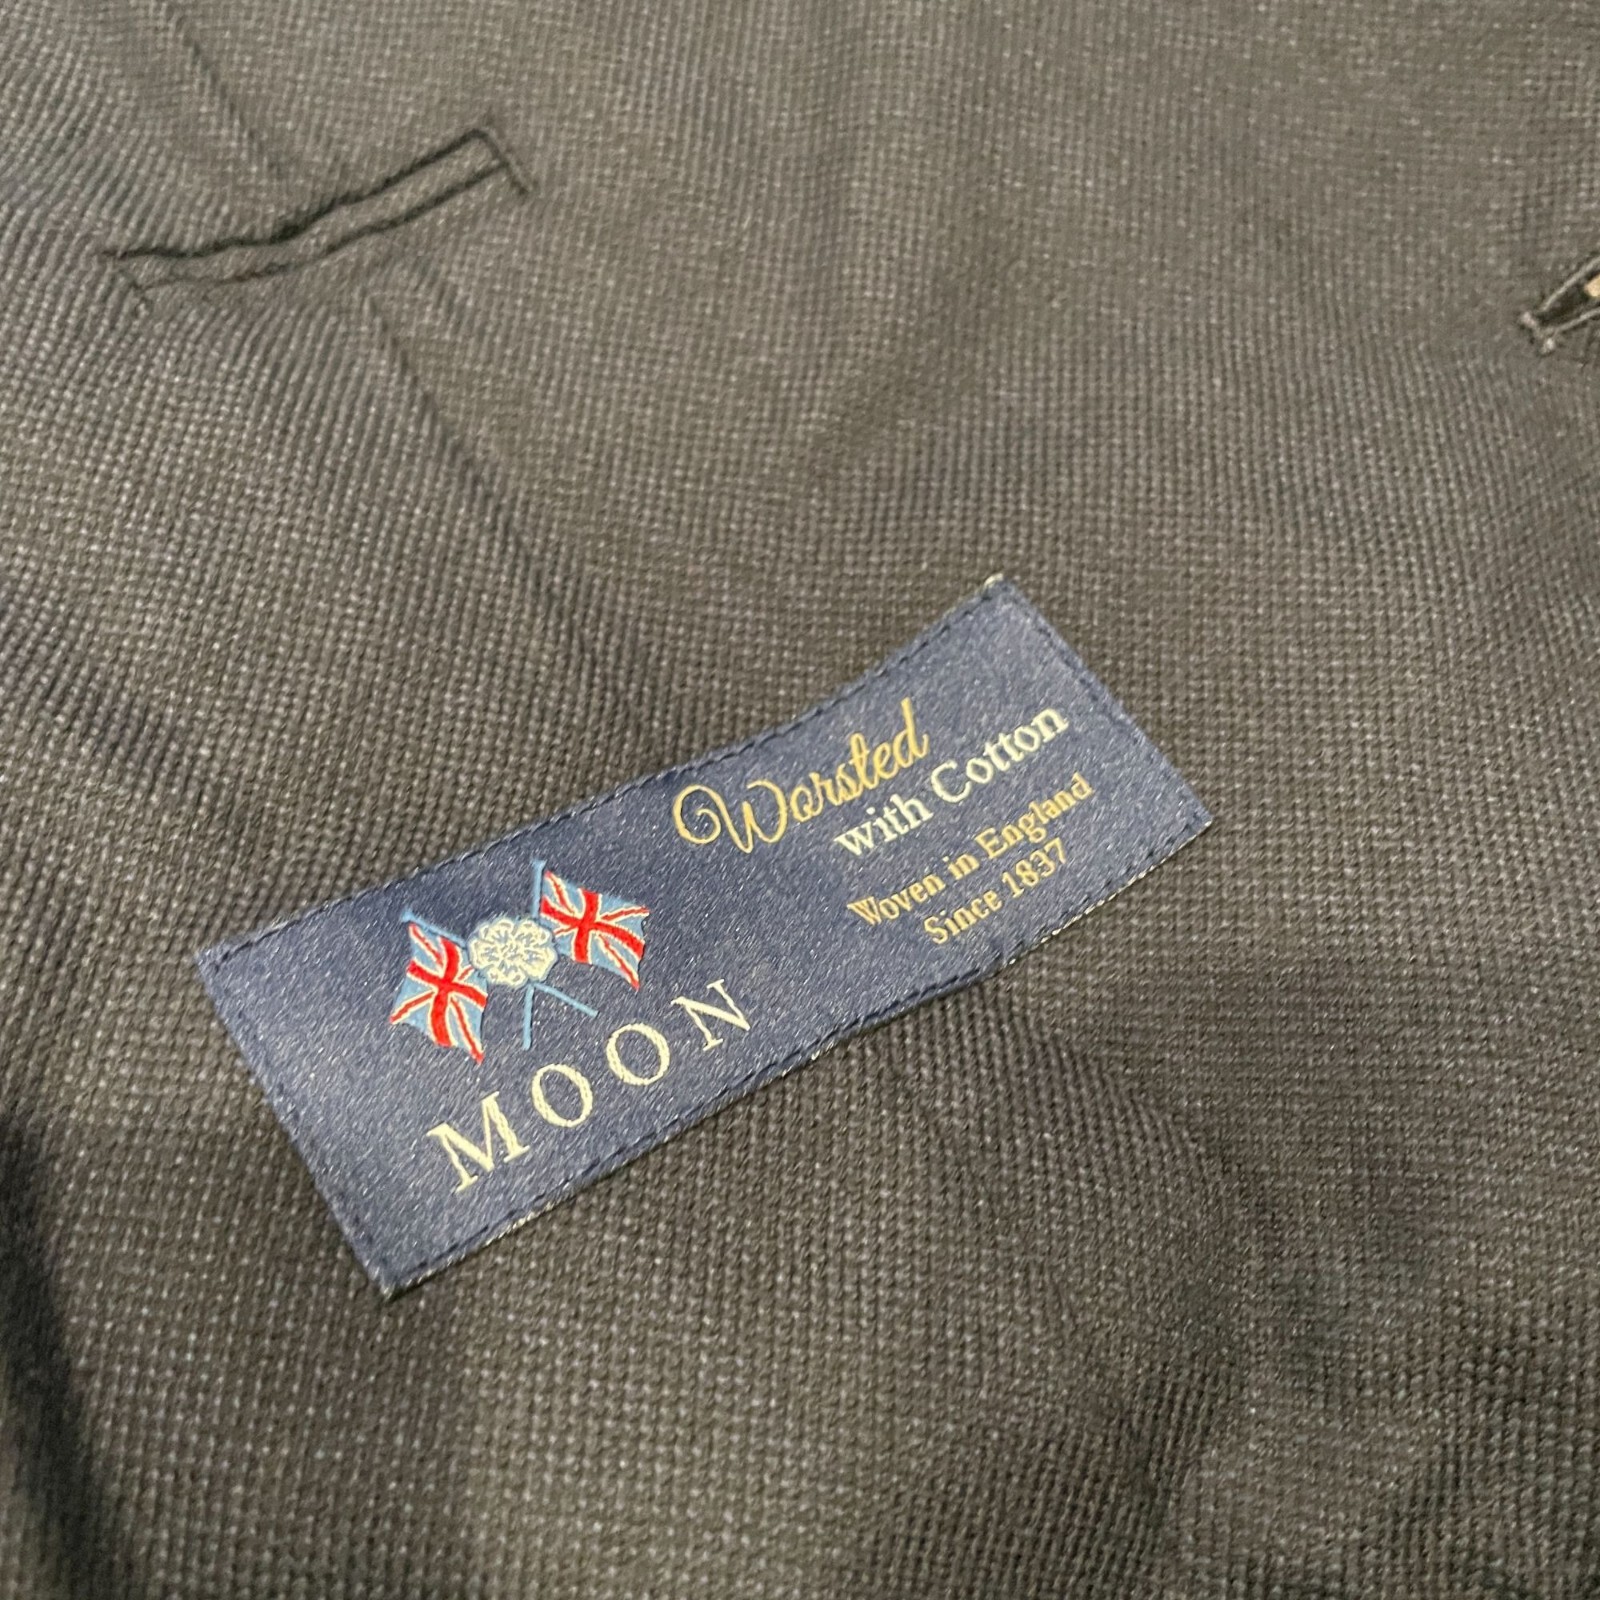 MOON
Worsted
with Cotton
Woven in England
Since 1837